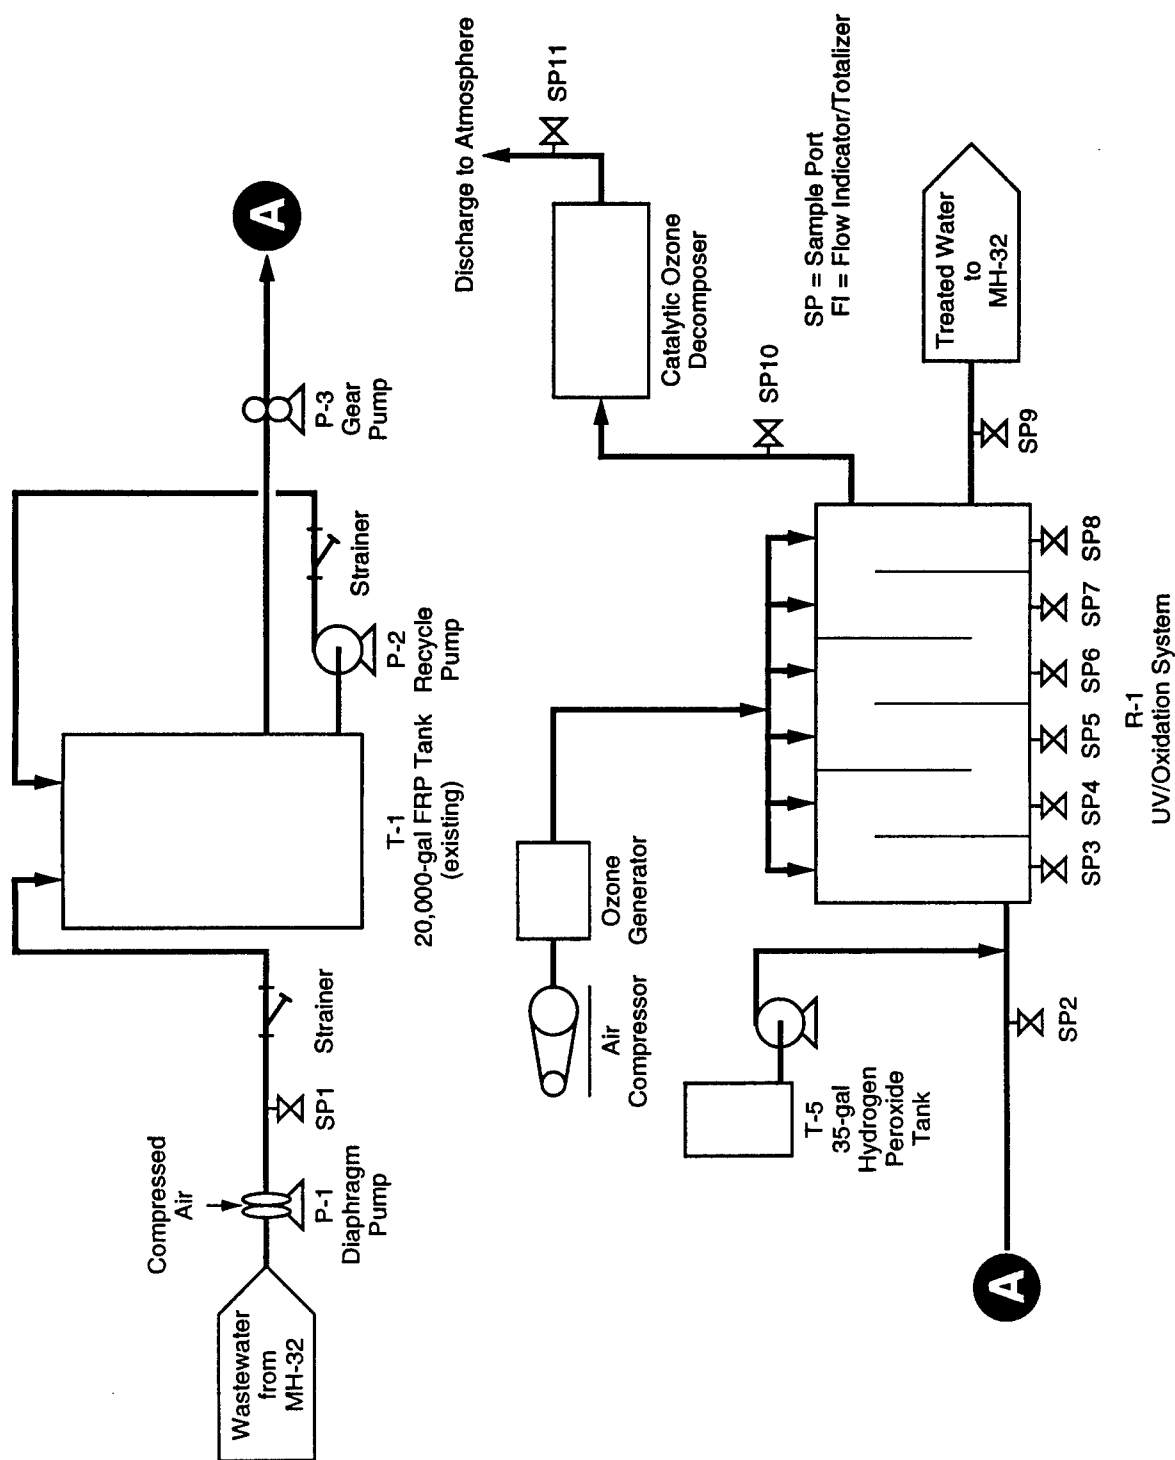 Compressed
Air
Wastewater
from
MH-32
P-1
Diaphragm
Pump
SP1
Strainer
T-1
20,000-gal FRP Tank
(existing)
P-2
Recycle
Pump
Strainer
P-3
Gear
Pump
A
Discharge to Atmosphere
SP11
Catalytic Ozone
Decomposer
SP10
SP = Sample Port
FI = Flow Indicator/Totalizer
Air
Compressor
Ozone
Generator
T-5
35-gal
Hydrogen
Peroxide
Tank
A
SP2
SP3
SP4
SP5
SP6
SP7
SP8
R-1
UV/Oxidation System
SP9
Treated Water
to
MH-32